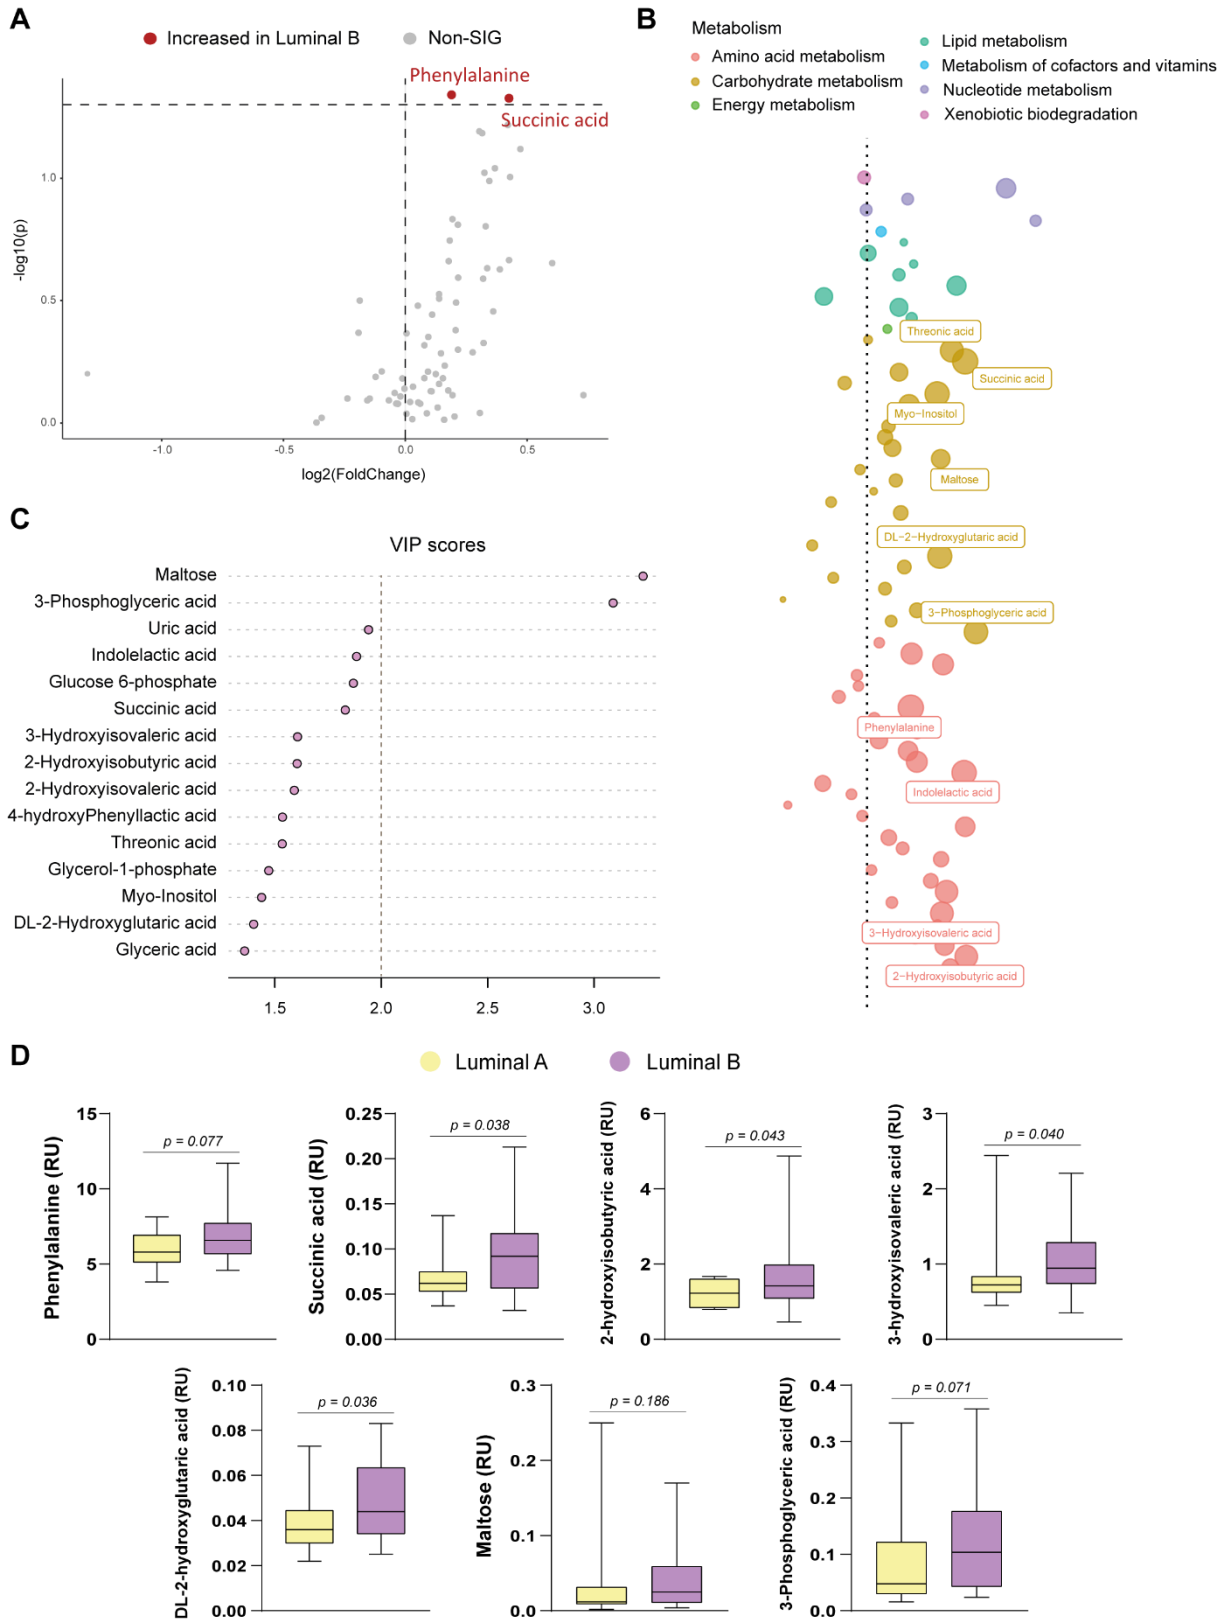 A
Increased in Luminal B
Non-SIG
Phenylalanine
Succinic acid
1.0
0.5
0.0
-log10(p)
-1.0
-0.5
0.0
0.5
log2(FoldChange)
B
Metabolism
Amino acid metabolism
Carbohydrate metabolism
Energy metabolism
Lipid metabolism
Metabolism of cofactors and vitamins
Nucleotide metabolism
Xenobiotic biodegradation
Threonic acid
Succinic acid
Myo−Inositol
Maltose
DL−2−Hydroxyglutaric acid
3−Phosphoglyceric acid
Phenylalanine
Indolelactic acid
3−Hydroxyisovaleric acid
2−Hydroxyisobutyric acid
C
VIP scores
Maltose
3-Phosphoglyceric acid
Uric acid
Indolelactic acid
Glucose 6-phosphate
Succinic acid
3-Hydroxyisovaleric acid
2-Hydroxyisobutyric acid
2-Hydroxyisovaleric acid
4-hydroxyPhenyllactic acid
Threonic acid
Glycerol-1-phosphate
Myo-Inositol
DL-2-Hydroxyglutaric acid
Glyceric acid
1.5
2.0
2.5
3.0
D
Luminal A
Luminal B
Phenylalanine (RU)
15
10
5
0
p = 0.077
Succinic acid (RU)
0.25
0.20
0.15
0.10
0.05
0.00
p = 0.038
2-hydroxyisobutyric acid (RU)
6
4
2
0
p = 0.043
3-hydroxyisovaleric acid (RU)
3
2
1
0
p = 0.040
DL-2-hydroxyglutaric acid (RU)
0.10
0.08
0.06
0.04
0.02
0.00
p = 0.036
Maltose (RU)
0.3
0.2
0.1
0.0
p = 0.186
3-Phosphoglyceric acid (RU)
0.4
0.3
0.2
0.1
0.0
p = 0.071